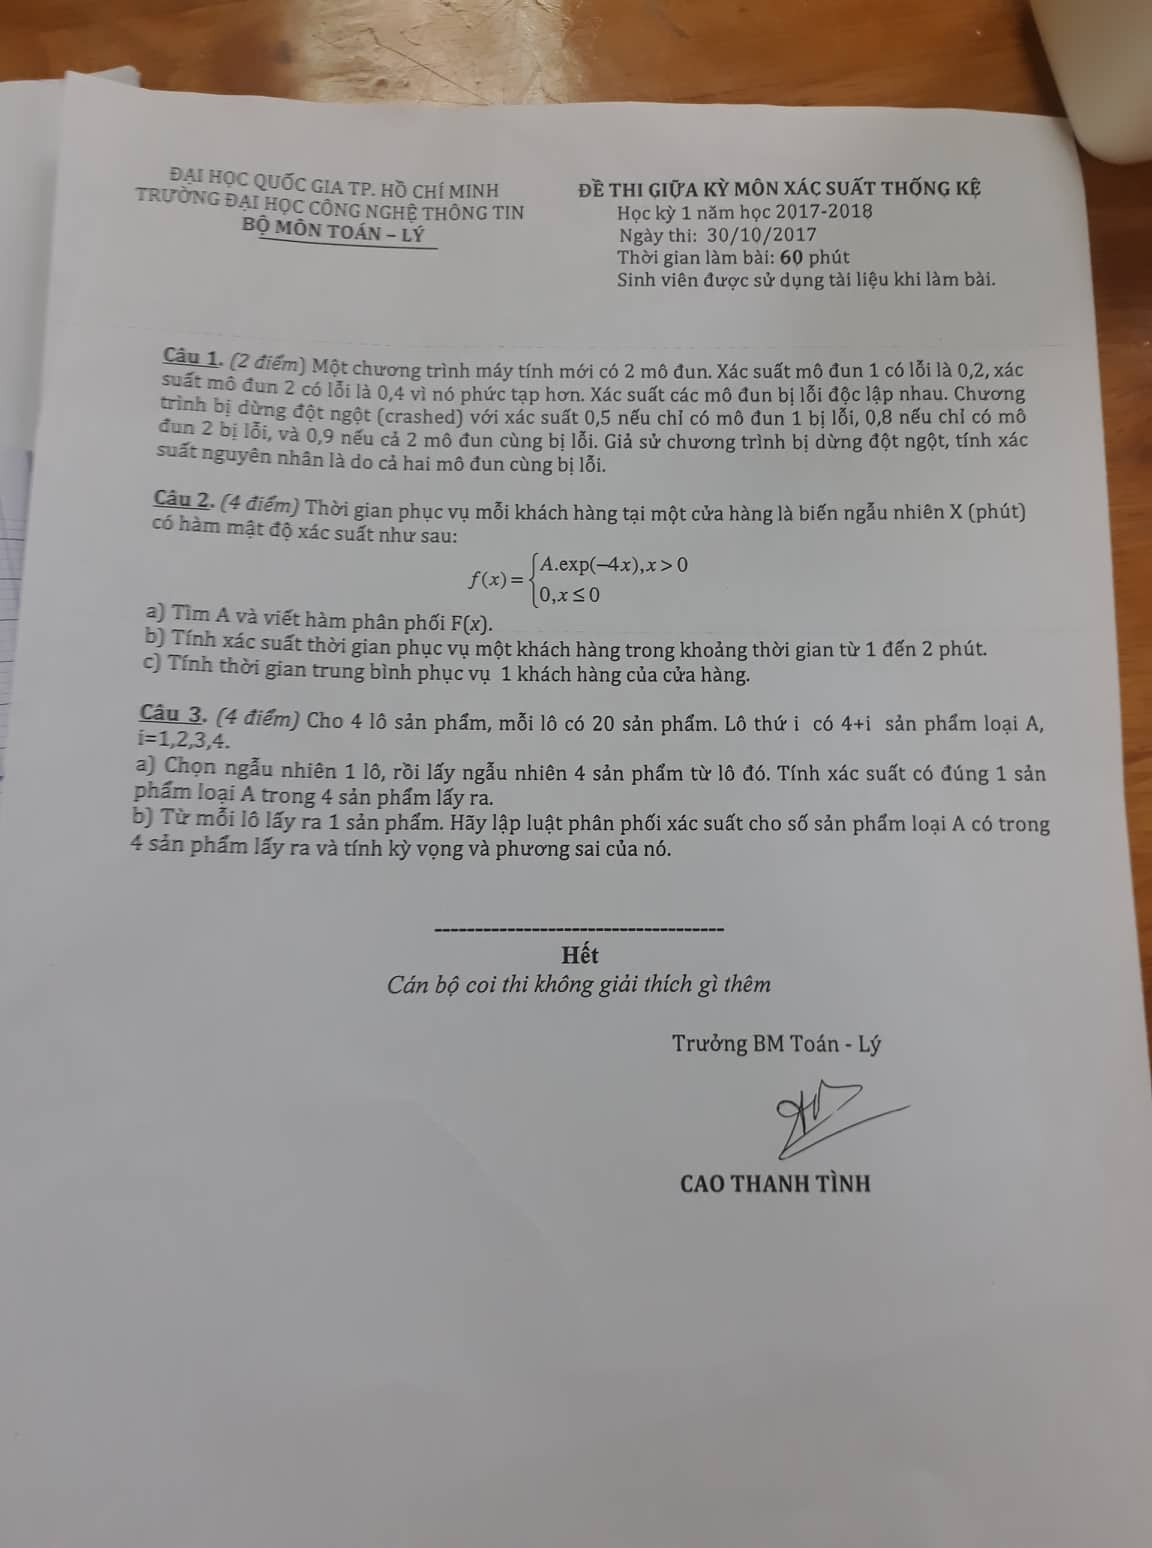 ĐẠI HỌC QUỐC GIA TP. HỒ CHÍ MINH
TRƯỜNG ĐẠI HỌC CÔNG NGHỆ THÔNG TIN
BỘ MÔN TOÁN – LÝ
ĐỀ THI GIỮA KỲ MÔN XÁC SUẤT THỐNG KÊ
Học kỳ 1 năm học 2017-2018
Ngày thi: 30/10/2017
Thời gian làm bài: 60 phút
Sinh viên được sử dụng tài liệu khi làm bài.
Câu 1. (2 điểm) Một chương trình máy tính mới có 2 mô đun. Xác suất mô đun 1 có lỗi là 0,2, xác
suất mô đun 2 có lỗi là 0,4 vì nó phức tạp hơn. Xác suất các mô đun bị lỗi độc lập nhau. Chương
trình bị dừng đột ngột (crashed) với xác suất 0,5 nếu chỉ có mô đun 1 bị lỗi, 0,8 nếu chỉ có mô
đun 2 bị lỗi, và 0,9 nếu cả 2 mô đun cùng bị lỗi. Giả sử chương trình bị dừng đột ngột, tính xác
suất nguyên nhân là do cả hai mô đun cùng bị lỗi.
Câu 2. (4 điểm) Thời gian phục vụ mỗi khách hàng tại một cửa hàng là biến ngẫu nhiên X (phút)
có hàm mật độ xác suất như sau:
f(x) = { A.exp(−4x), x > 0
0, x ≤ 0
a) Tìm A và viết hàm phân phối F(x).
b) Tính xác suất thời gian phục vụ một khách hàng trong khoảng thời gian từ 1 đến 2 phút.
c) Tính thời gian trung bình phục vụ 1 khách hàng của cửa hàng.
Câu 3. (4 điểm) Cho 4 lô sản phẩm, mỗi lô có 20 sản phẩm. Lô thứ i có 4+i sản phẩm loại A,
i=1,2,3,4.
a) Chọn ngẫu nhiên 1 lô, rồi lấy ngẫu nhiên 4 sản phẩm từ lô đó. Tính xác suất có đúng 1 sản
phẩm loại A trong 4 sản phẩm lấy ra.
b) Từ mỗi lô lấy ra 1 sản phẩm. Hãy lập luật phân phối xác suất cho số sản phẩm loại A có trong
4 sản phẩm lấy ra và tính kỳ vọng và phương sai của nó.
------------------------------------
Hết
Cán bộ coi thi không giải thích gì thêm
Trưởng BM Toán - Lý
CAO THANH TÌNH